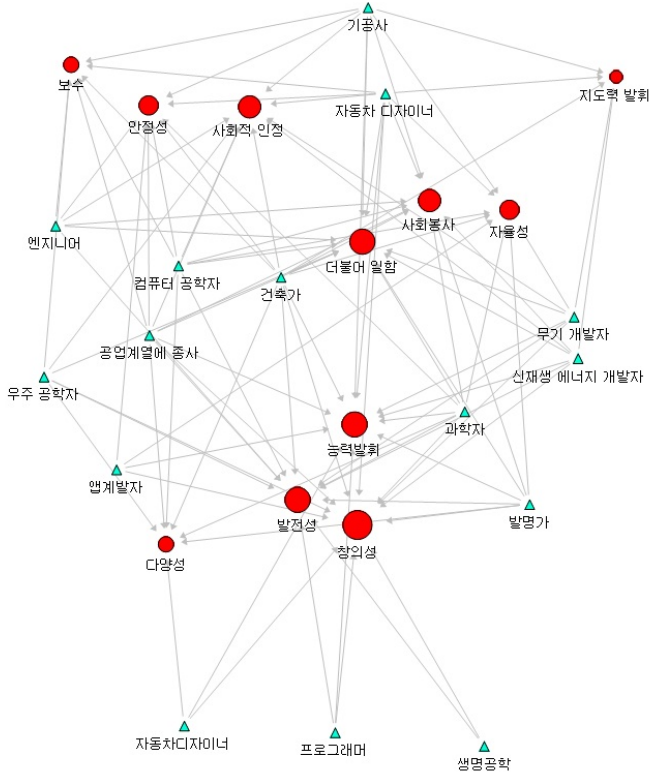 기공사
보수
지도력 발휘
안정성
사회적 인정
자동차 디자이너
사회봉사
자율성
엔지니어
더불어 일함
컴퓨터 공학자
건축가
무기 개발자
공업계열에 종사
신재생 에너지 개발자
우주 공학자
능력발휘
과학자
앱개발자
발전성
창의성
발명가
다양성
자동차디자이너
프로그래머
생명공학